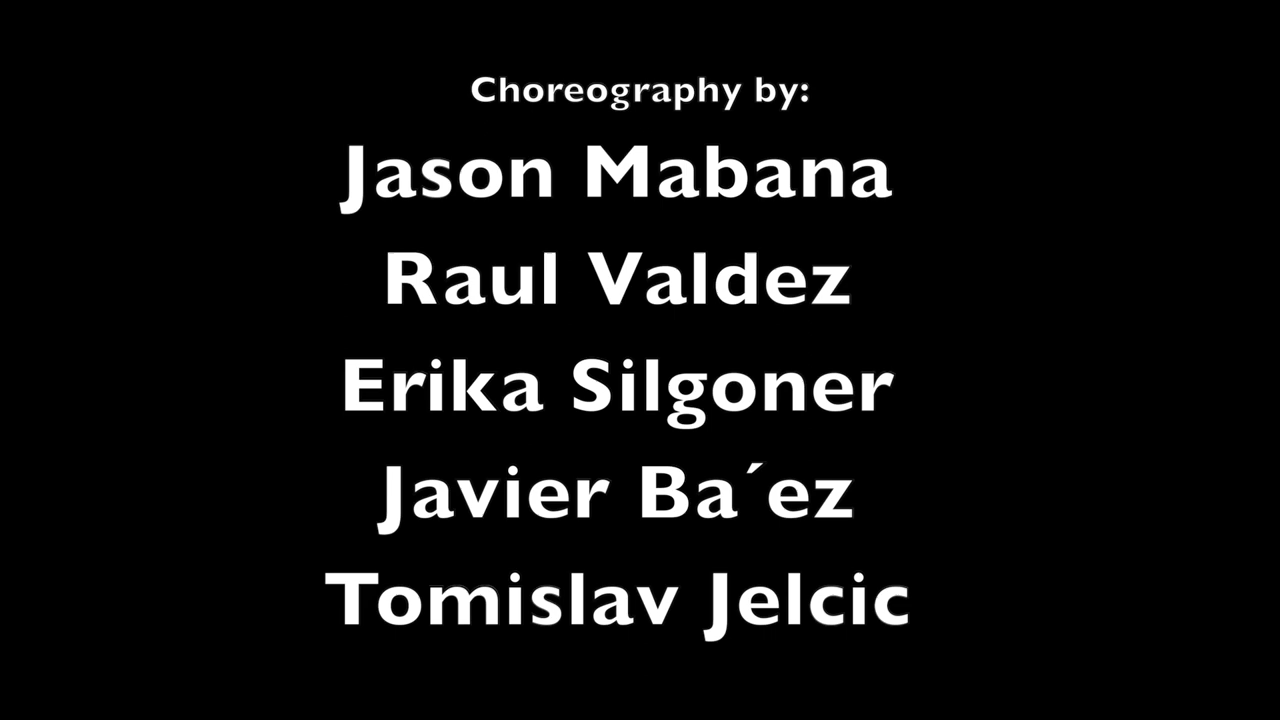 Choreography by:
Jason Mabana
Raul Valdez
Erika Silgoner
Javier Ba´ez
Tomislav Jelcic